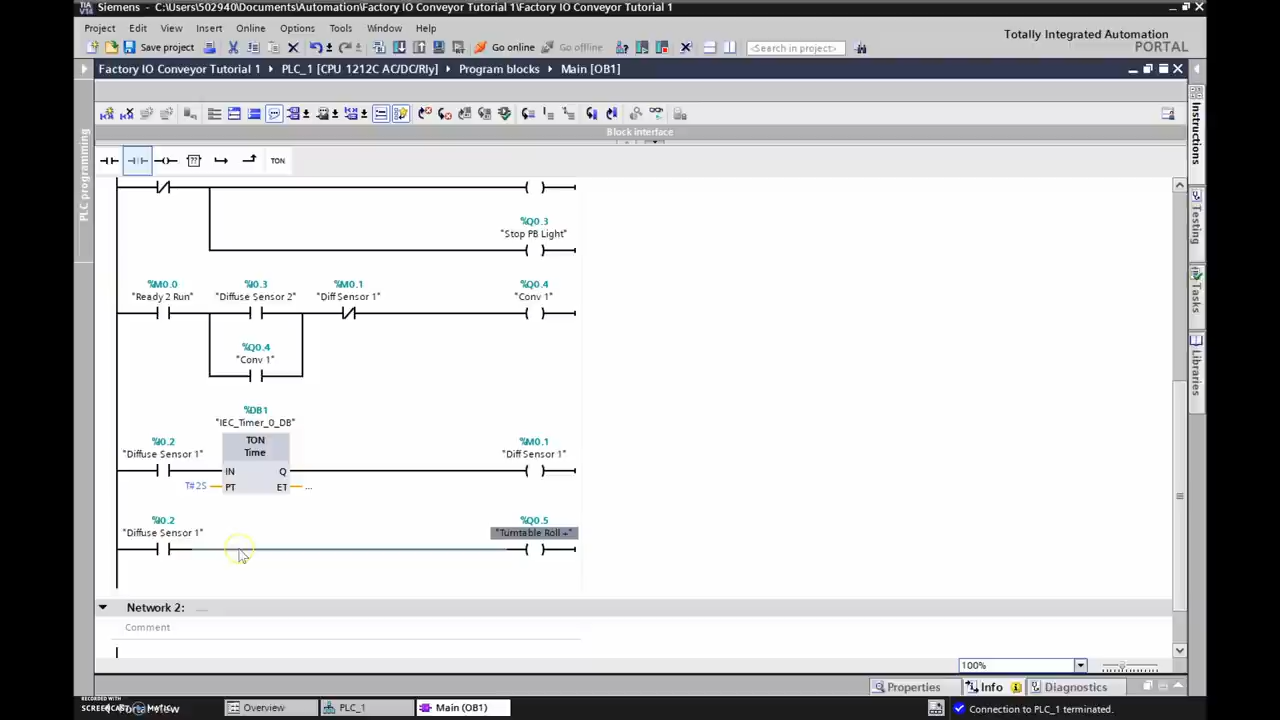 TIA V14 Siemens - C:\Users\502940\Documents\Automation\Factory IO Conveyor Tutorial 1\Factory IO Conveyor Tutorial 1
Project Edit View Insert Online Options Tools Window Help
Totally Integrated Automation
PORTAL
Save project Go online Go offline <Search in project>
Factory IO Conveyor Tutorial 1 PLC_1 [CPU 1212C AC/DC/Rly] Program blocks Main [OB1]
Block interface
?? TON
PLC programming
Instructions
Testing
Tasks
Libraries
%Q0.3
"Stop PB Light"
%M0.0 %I0.3 %M0.1 %Q0.4
"Ready 2 Run" "Diffuse Sensor 2" "Diff Sensor 1" "Conv 1"
%Q0.4
"Conv 1"
%DB1
"IEC_Timer_0_DB"
TON
Time
%I0.2 %M0.1
"Diffuse Sensor 1" "Diff Sensor 1"
IN Q
T#2S PT ET ...
%I0.2 %Q0.5
"Diffuse Sensor 1" "Turntable Roll +"
Network 2: .....
Comment
100%
Properties Info Diagnostics
RECORDED WITH
SCREENCAST MATIC
Overview PLC_1 Main (OB1) Connection to PLC_1 terminated.